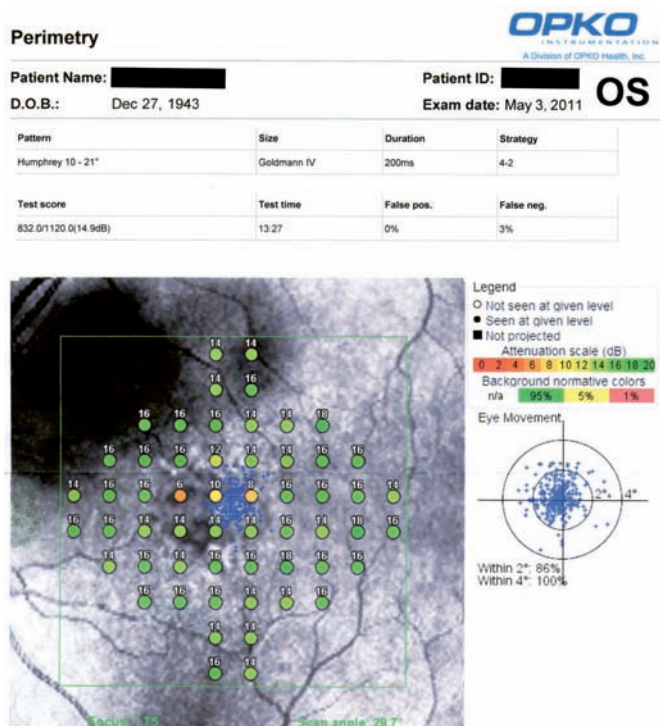 OPKO
INSTRUMENTATION
A Division of OPKO Health, Inc.
Perimetry
Patient Name:
Patient ID:
OS
D.O.B.: Dec 27, 1943
Exam date: May 3, 2011
Pattern Size Duration Strategy
Humphrey 10 - 21° Goldmann IV 200ms 4-2
Test score Test time False pos. False neg.
832.0/1120.0(14.9dB) 13:27 0% 3%
Legend
Not seen at given level
Seen at given level
Not projected
Attenuation scale (dB)
0 2 4 6 8 10 12 14 16 18 20
Background normative colors
n/a 95% 5% 1%
Eye Movement
2° 4°
Within 2°: 86%
Within 4°: 100%
14 14
14 16
16 16 16 14 14 18
16 16 16 12 14 14 16 16
14 16 16 6 10 8 16 16 16 14
16 16 14 14 16 14 16 14 18 16
14 16 14 16 16 18 16 16
16 16 16 14 14 16
14 14
16 14
Scan angle: 29.7°